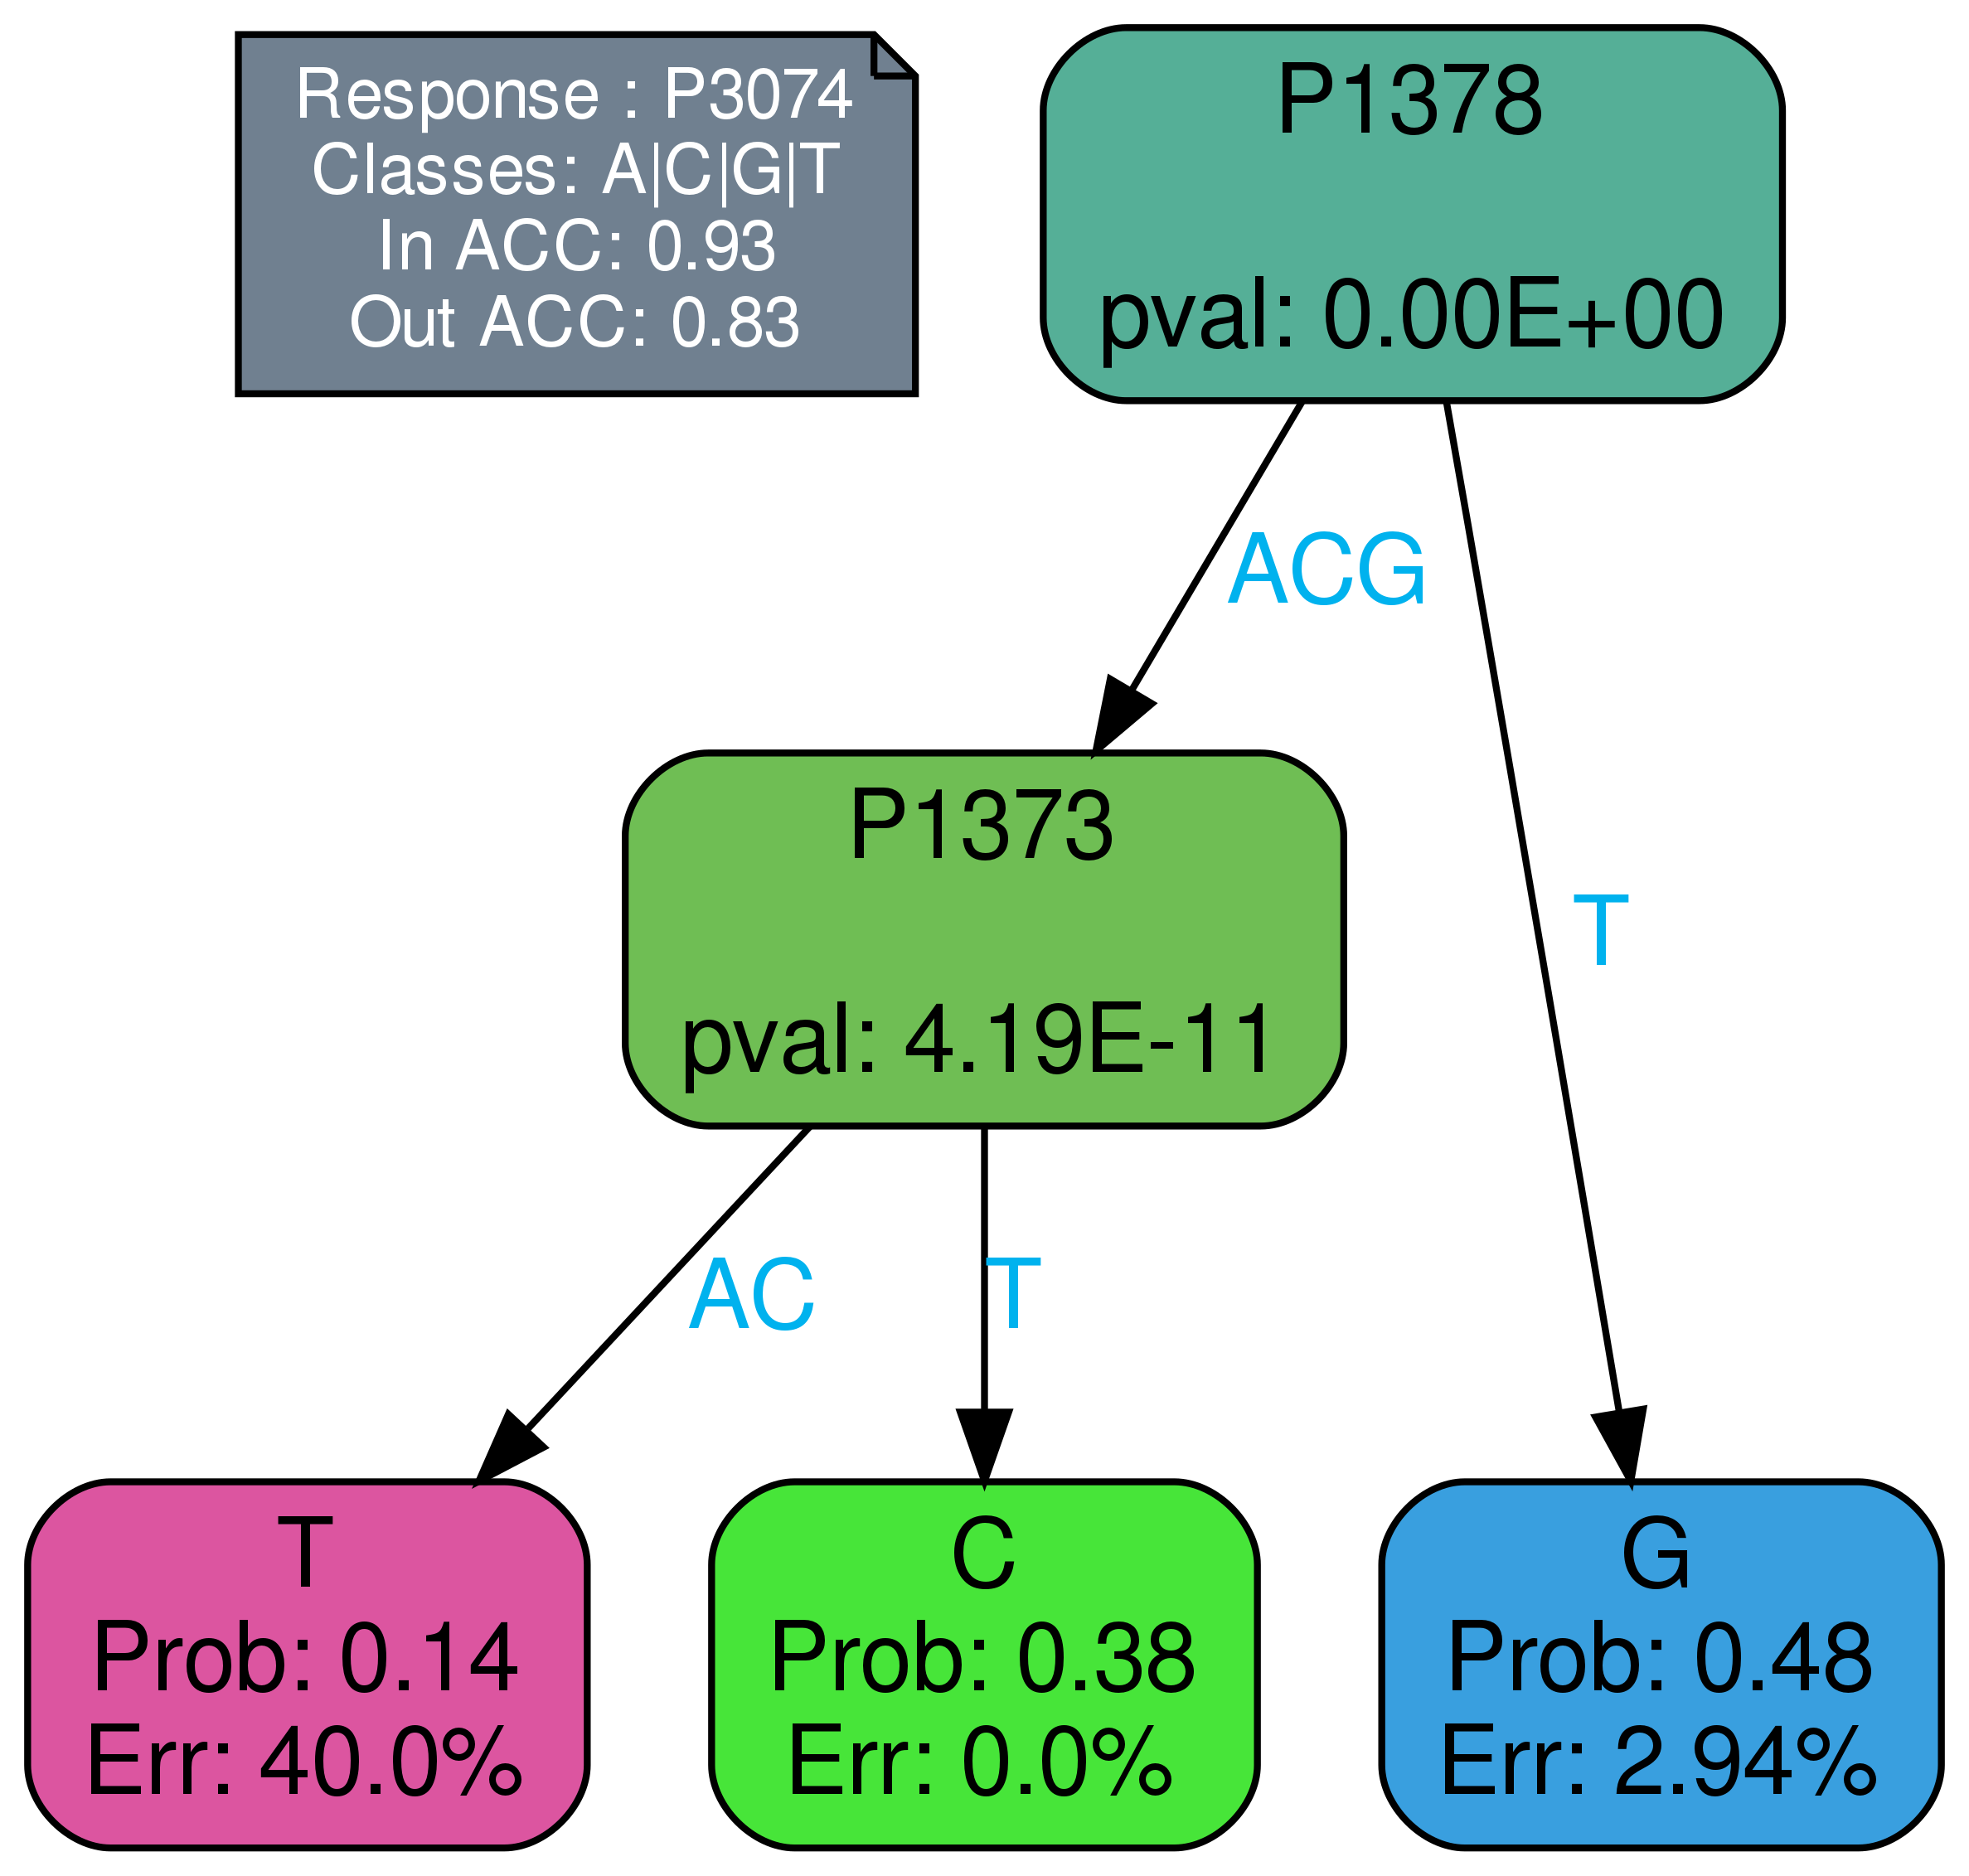 Response : P3074
Classes: A|C|G|T
In ACC: 0.93
Out ACC: 0.83
P1378
pval: 0.00E+00
ACG
T
P1373
pval: 4.19E-11
AC
T
T
Prob: 0.14
Err: 40.0%
C
Prob: 0.38
Err: 0.0%
G
Prob: 0.48
Err: 2.94%